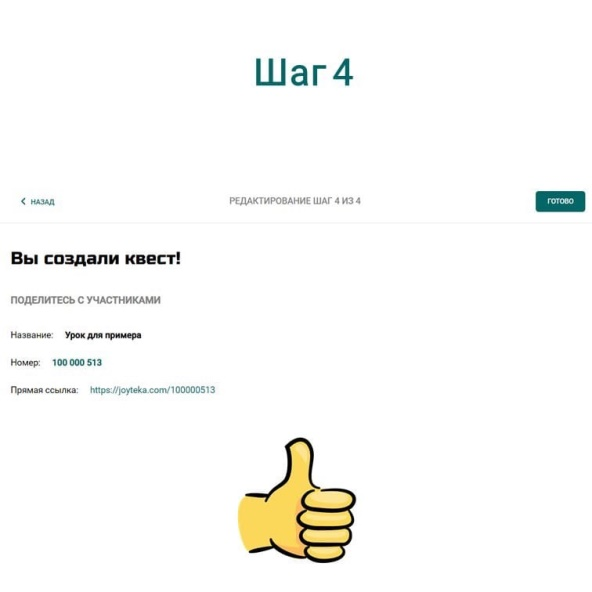 Шаг 4
НАЗАД
РЕДАКТИРОВАНИЕ ШАГ 4 ИЗ 4
ГОТОВО
Вы создали квест!
ПОДЕЛИТЕСЬ С УЧАСТНИКАМИ
Название: Урок для примера
Номер: 100 000 513
Прямая ссылка: https://joyteka.com/100000513